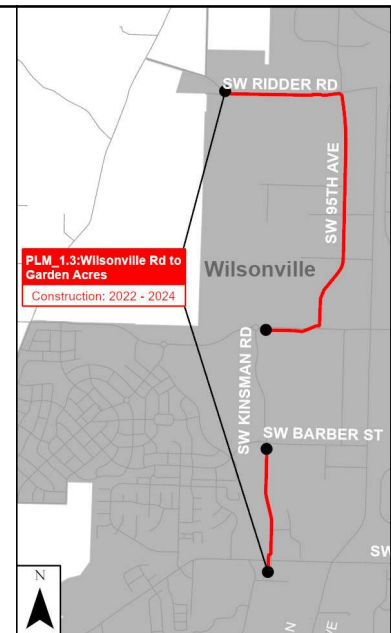 SW RIDDER RD
SW 95TH AVE
PLM_1.3:Wilsonville Rd to
Garden Acres
Construction: 2022 - 2024
Wilsonville
SW KINSMAN RD
SW BARBER ST
SW
N
N
VE